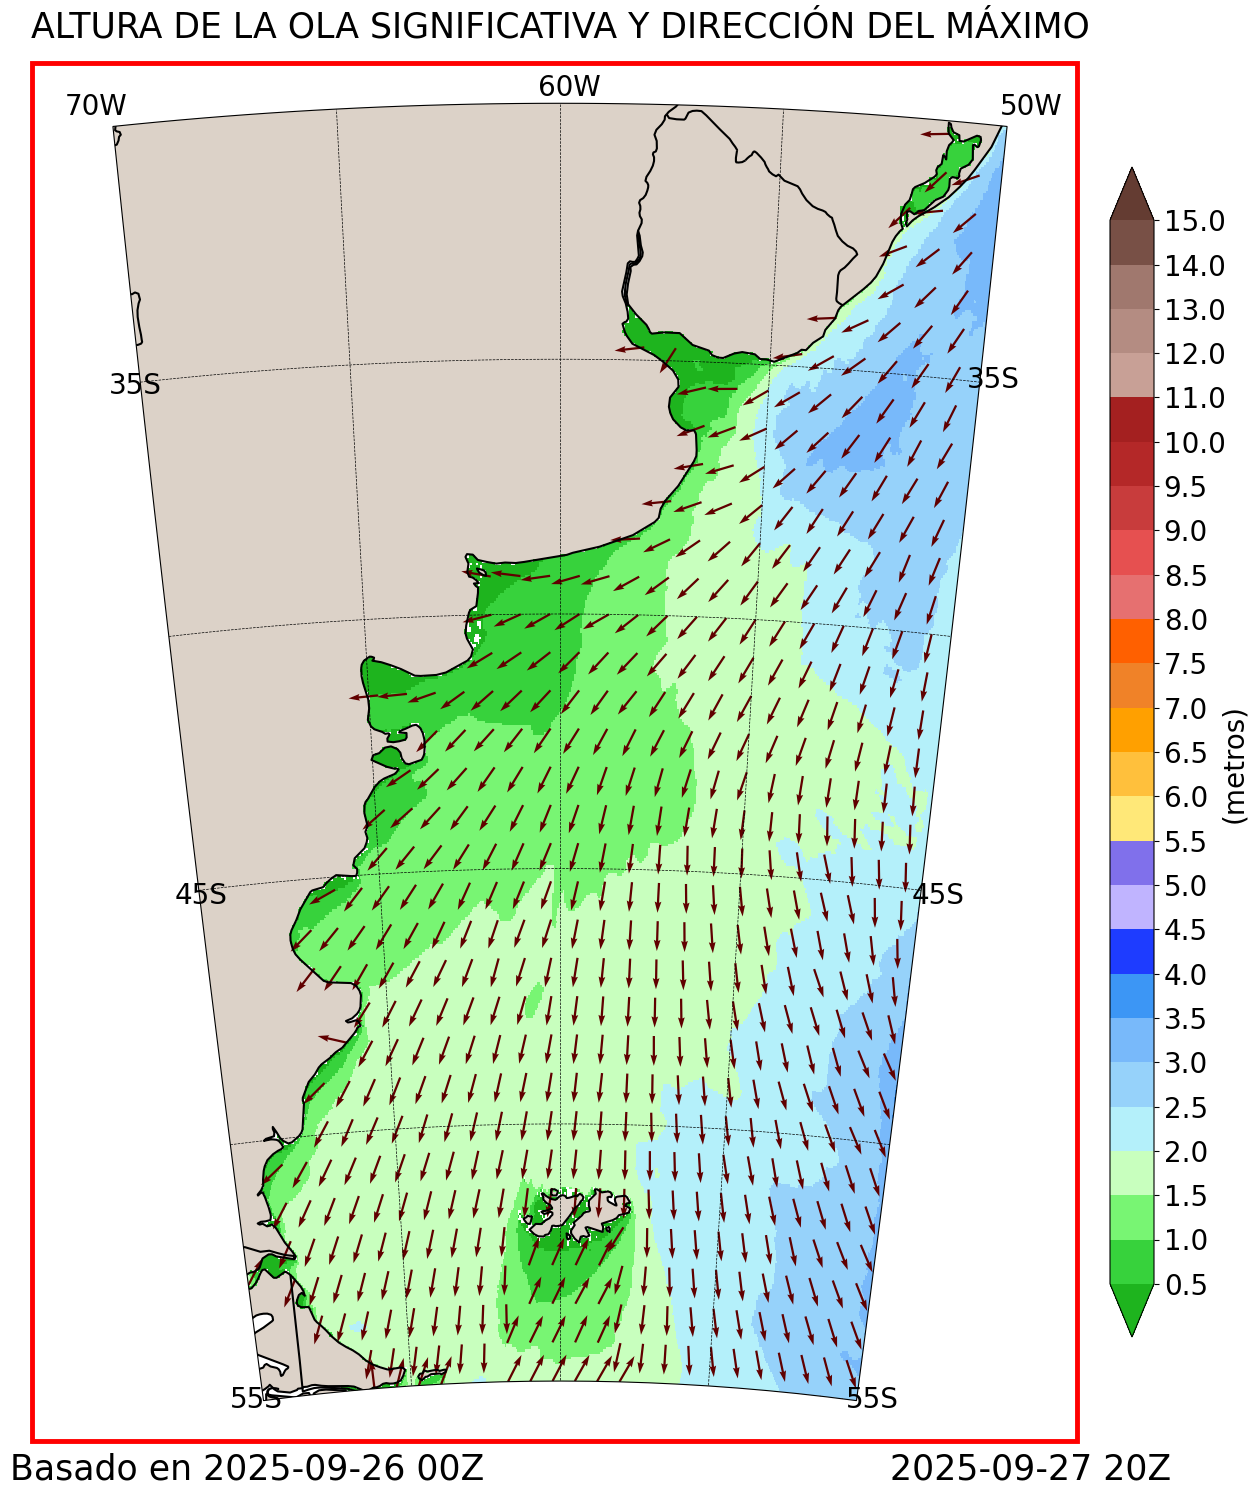 ALTURA DE LA OLA SIGNIFICATIVA Y DIRECCIÓN DEL MÁXIMO
70W
60W
50W
35S
35S
45S
45S
55S
55S
15.0
14.0
13.0
12.0
11.0
10.0
9.5
9.0
8.5
8.0
7.5
7.0
6.5
6.0
5.5
5.0
4.5
4.0
3.5
3.0
2.5
2.0
1.5
1.0
0.5
(metros)
Basado en 2025-09-26 00Z
2025-09-27 20Z